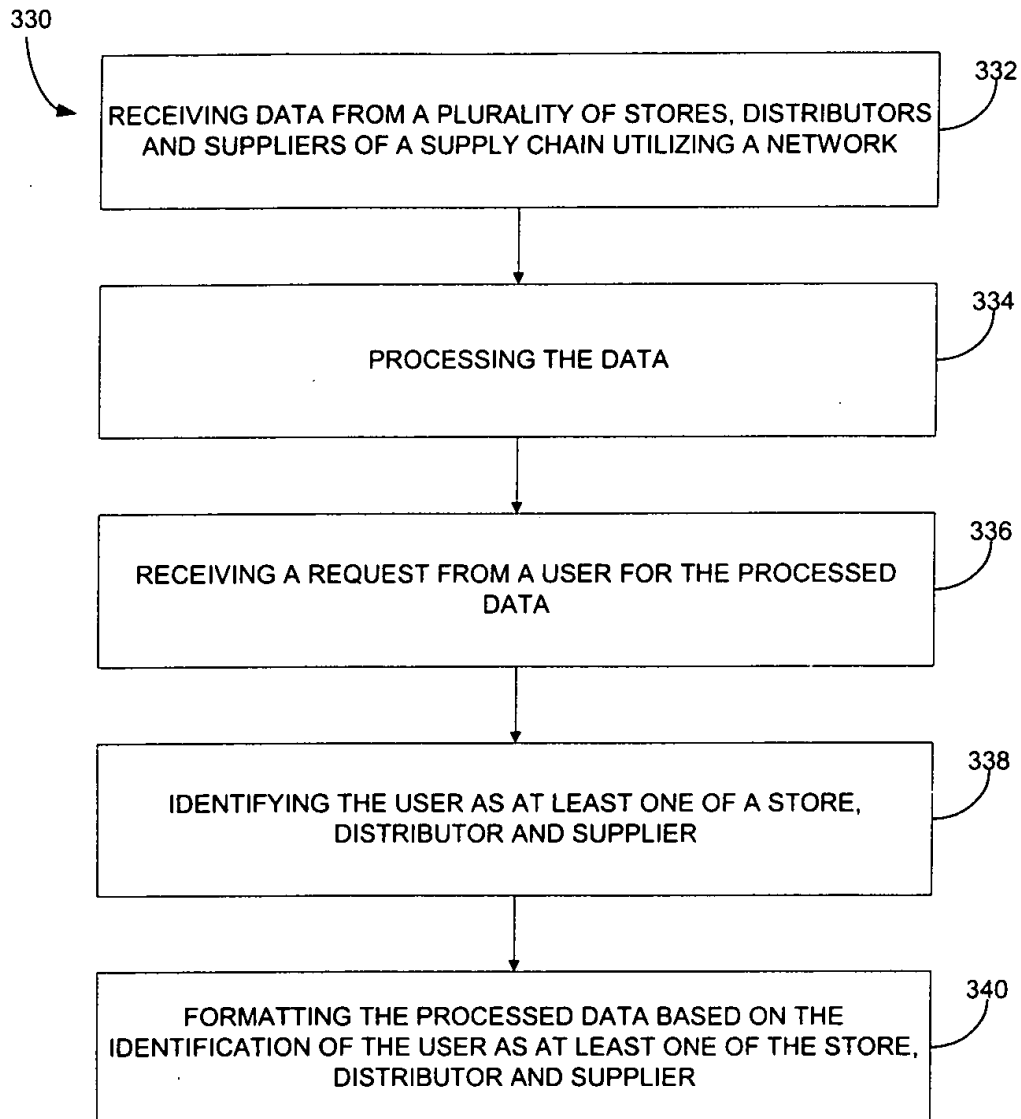 330
332
RECEIVING DATA FROM A PLURALITY OF STORES, DISTRIBUTORS
AND SUPPLIERS OF A SUPPLY CHAIN UTILIZING A NETWORK
334
PROCESSING THE DATA
336
RECEIVING A REQUEST FROM A USER FOR THE PROCESSED
DATA
338
IDENTIFYING THE USER AS AT LEAST ONE OF A STORE,
DISTRIBUTOR AND SUPPLIER
340
FORMATTING THE PROCESSED DATA BASED ON THE
IDENTIFICATION OF THE USER AS AT LEAST ONE OF THE STORE,
DISTRIBUTOR AND SUPPLIER